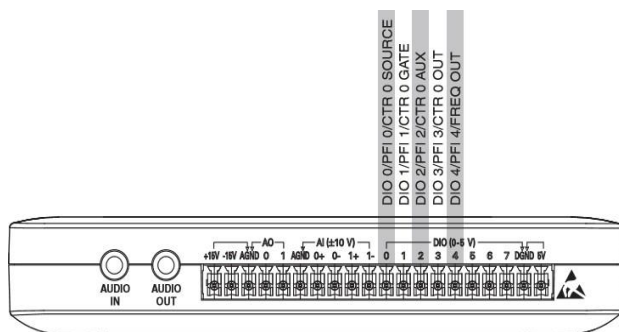 DIO 0/PFI 0/CTR 0 SOURCE
DIO 1/PFI 1/CTR 0 GATE
DIO 2/PFI 2/CTR 0 AUX
DIO 3/PFI 3/CTR 0 OUT
DIO 4/PFI 4/FREQ OUT
AO AI (±10 V) DIO (0-5 V)
+15V -15V AGND 0 1 AGND 0+ 0- 1+ 1- 0 1 2 3 4 5 6 7 DGND 5V
AUDIO IN
AUDIO OUT